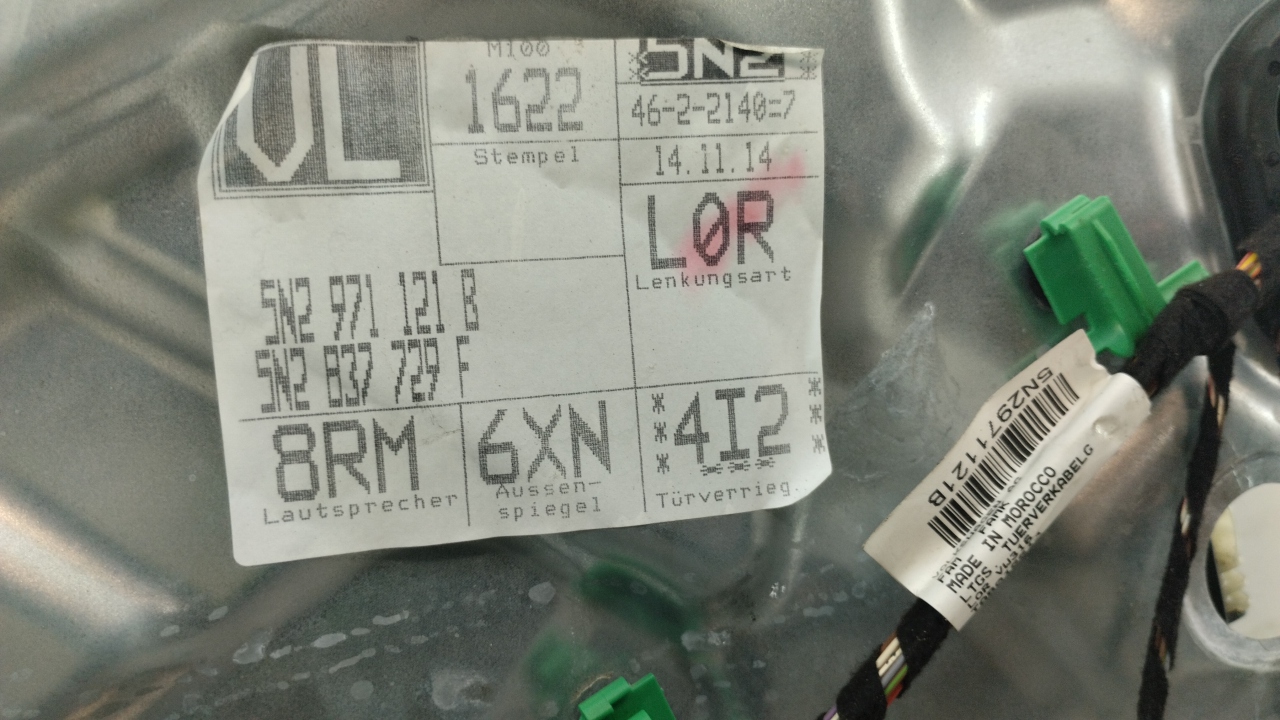 VL
M100
1622
Stempel
5N2
46-2-2140=7
14.11.14
L0R
Lenkungsart
5N2 971 121 B
5N2 837 729 F
8RM
Lautsprecher
6XN
Aussen-
spiegel
*4I2*
Türverrieg.
5N2971121B
MADE IN MOROCCO
LTGS TUERVERKABELG